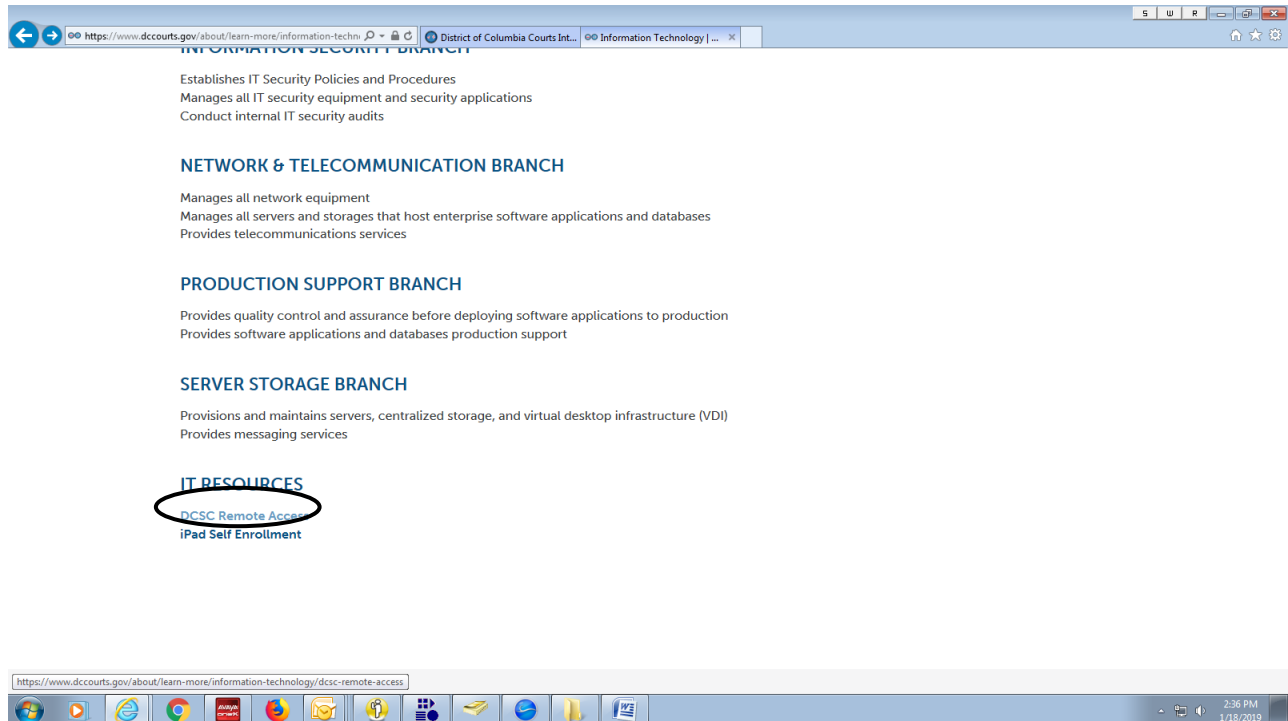 S W R
https://www.dccourts.gov/about/learn-more/information-techn
District of Columbia Courts Int...
Information Technology | ...
INFORMATION SECURITY BRANCH
Establishes IT Security Policies and Procedures
Manages all IT security equipment and security applications
Conduct internal IT security audits
NETWORK & TELECOMMUNICATION BRANCH
Manages all network equipment
Manages all servers and storages that host enterprise software applications and databases
Provides telecommunications services
PRODUCTION SUPPORT BRANCH
Provides quality control and assurance before deploying software applications to production
Provides software applications and databases production support
SERVER STORAGE BRANCH
Provisions and maintains servers, centralized storage, and virtual desktop infrastructure (VDI)
Provides messaging services
IT RESOURCES
DCSC Remote Access
iPad Self Enrollment
https://www.dccourts.gov/about/learn-more/information-technology/dcsc-remote-access
AVAYA
one-X
2:36 PM
1/18/2019